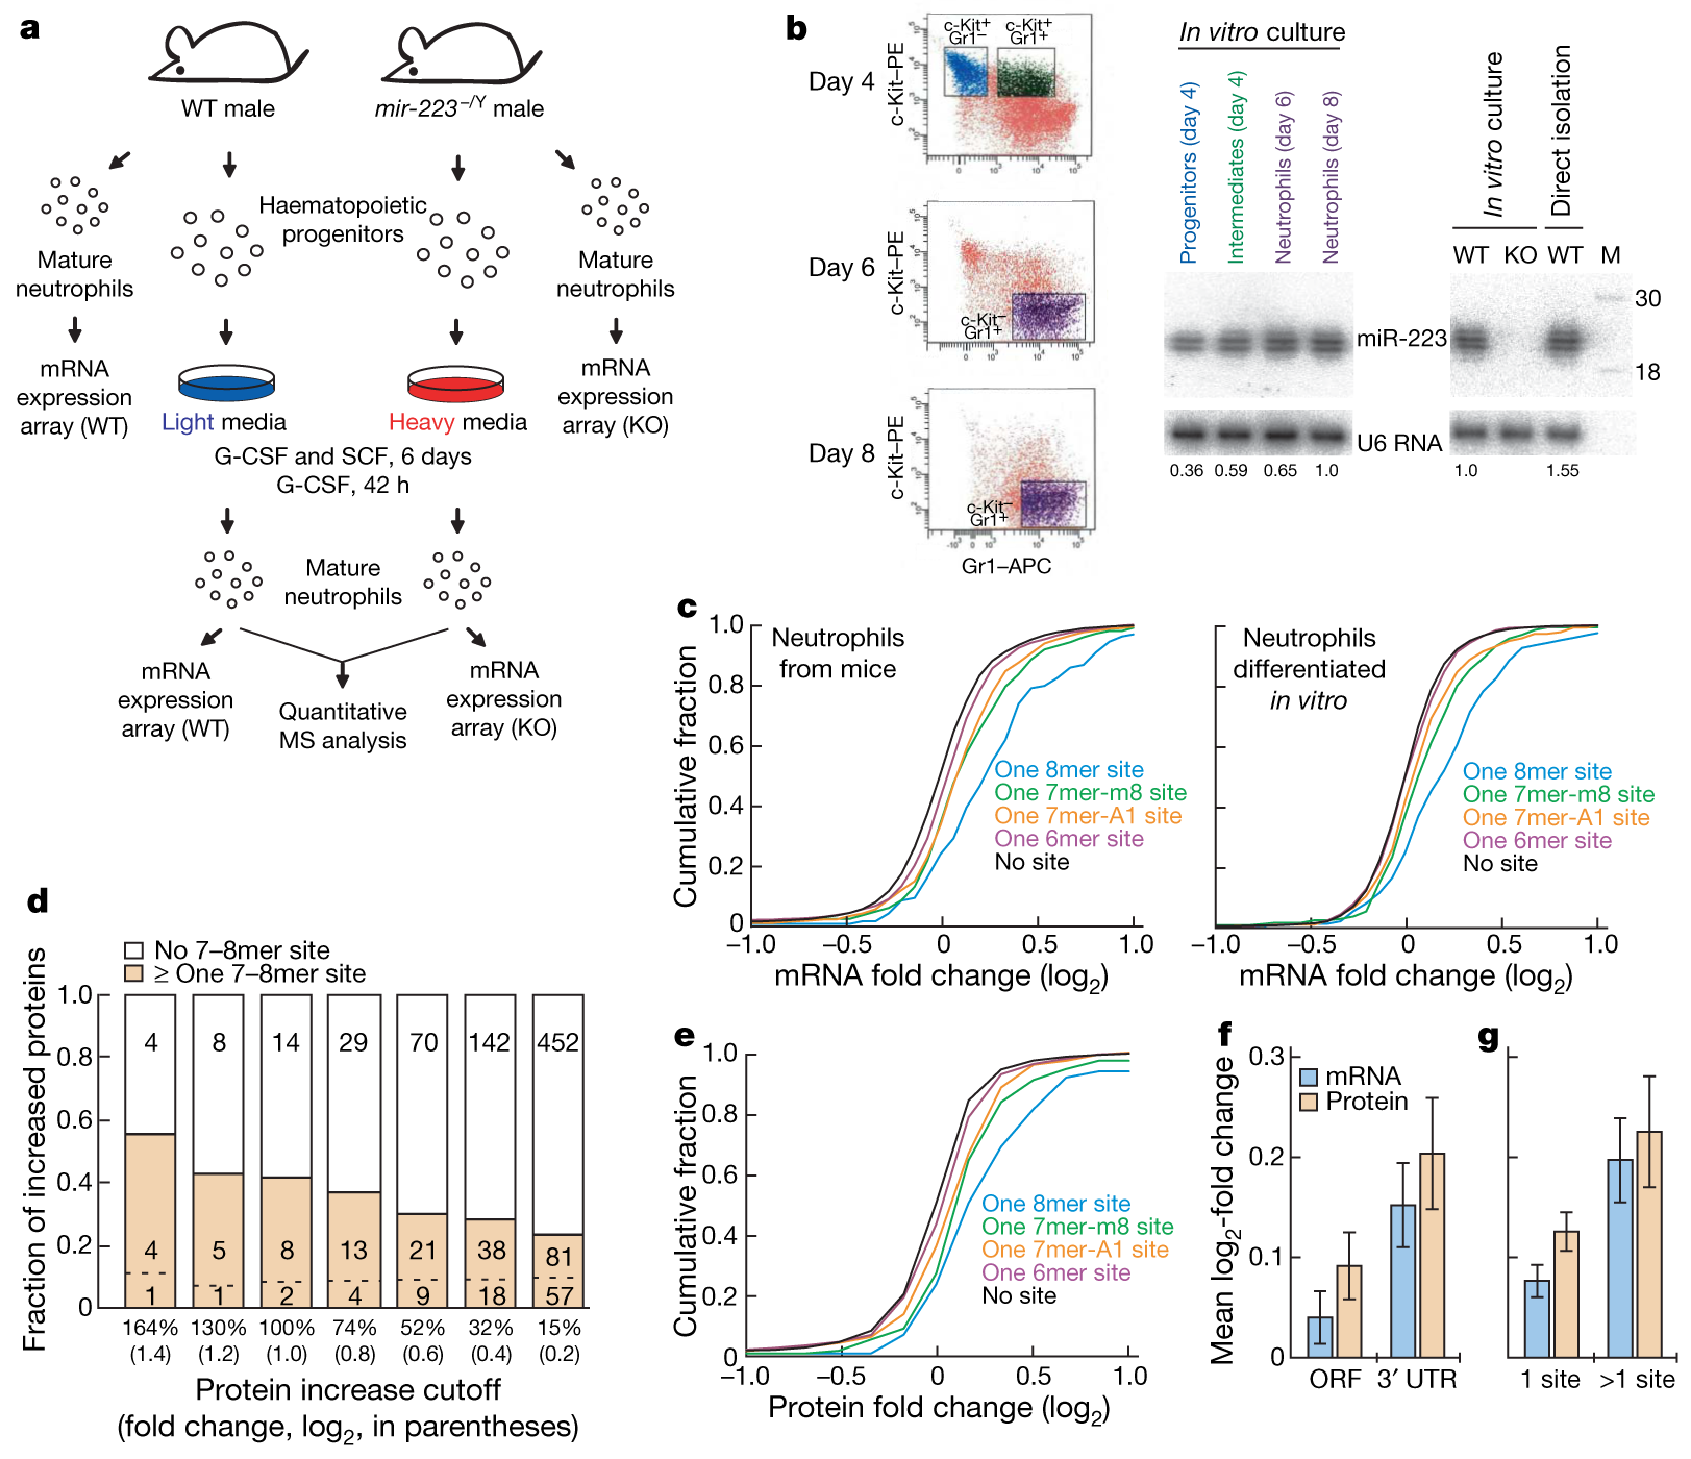 a
WT male
mir-223⁻/ʸ male
Haematopoietic
progenitors
Mature
neutrophils
Mature
neutrophils
mRNA
expression
array (WT)
Light media
Heavy media
mRNA
expression
array (KO)
G-CSF and SCF, 6 days
G-CSF, 42 h
Mature
neutrophils
mRNA
expression
array (WT)
Quantitative
MS analysis
mRNA
expression
array (KO)
b
Day 4
c-Kit–PE
c-Kit⁺
Gr1⁻
c-Kit⁺
Gr1⁺
Day 6
c-Kit–PE
c-Kit⁻
Gr1⁺
Day 8
c-Kit–PE
c-Kit⁻
Gr1⁺
Gr1–APC
In vitro culture
Progenitors (day 4)
Intermediates (day 4)
Neutrophils (day 6)
Neutrophils (day 8)
In vitro culture
Direct isolation
WT KO WT M
miR-223
30
18
U6 RNA
0.36 0.59 0.65 1.0
1.0 1.55
c
Cumulative fraction
1.0
0.8
0.6
0.4
0.2
0
Neutrophils
from mice
One 8mer site
One 7mer-m8 site
One 7mer-A1 site
One 6mer site
No site
−1.0 −0.5 0 0.5 1.0
mRNA fold change (log₂)
Neutrophils
differentiated
in vitro
One 8mer site
One 7mer-m8 site
One 7mer-A1 site
One 6mer site
No site
−1.0 −0.5 0 0.5 1.0
mRNA fold change (log₂)
d
No 7–8mer site
≥ One 7–8mer site
Fraction of increased proteins
1.0
0.8
0.6
0.4
0.2
0
4 8 14 29 70 142 452
4 5 8 13 21 38 81
1 1 2 4 9 18 57
164% 130% 100% 74% 52% 32% 15%
(1.4) (1.2) (1.0) (0.8) (0.6) (0.4) (0.2)
Protein increase cutoff
(fold change, log₂, in parentheses)
e
Cumulative fraction
1.0
0.8
0.6
0.4
0.2
0
One 8mer site
One 7mer-m8 site
One 7mer-A1 site
One 6mer site
No site
−1.0 −0.5 0 0.5 1.0
Protein fold change (log₂)
f
Mean log₂-fold change
0.3
0.2
0.1
0
mRNA
Protein
ORF 3′ UTR
g
1 site >1 site